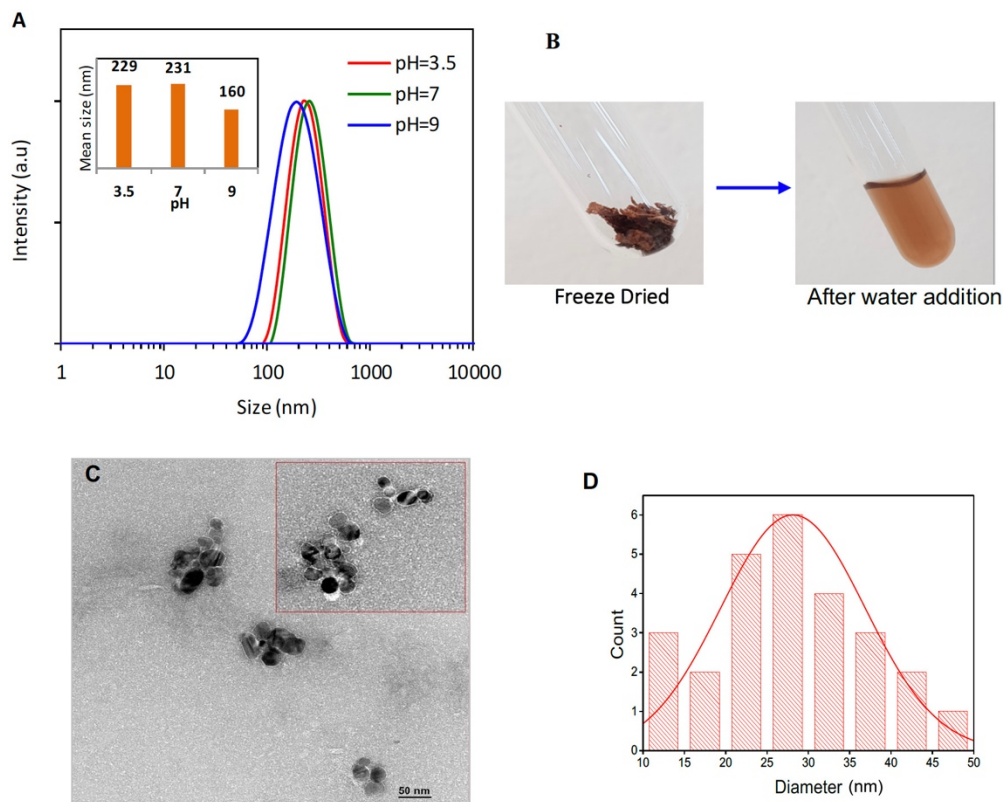 A
Intensity (a.u)
Mean size (nm)
229
231
160
3.5
7
9
pH
pH=3.5
pH=7
pH=9
1
10
100
1000
10000
Size (nm)
B
Freeze Dried
After water addition
C
50 nm
D
Count
6
5
4
3
2
1
0
10
15
20
25
30
35
40
45
50
Diameter (nm)